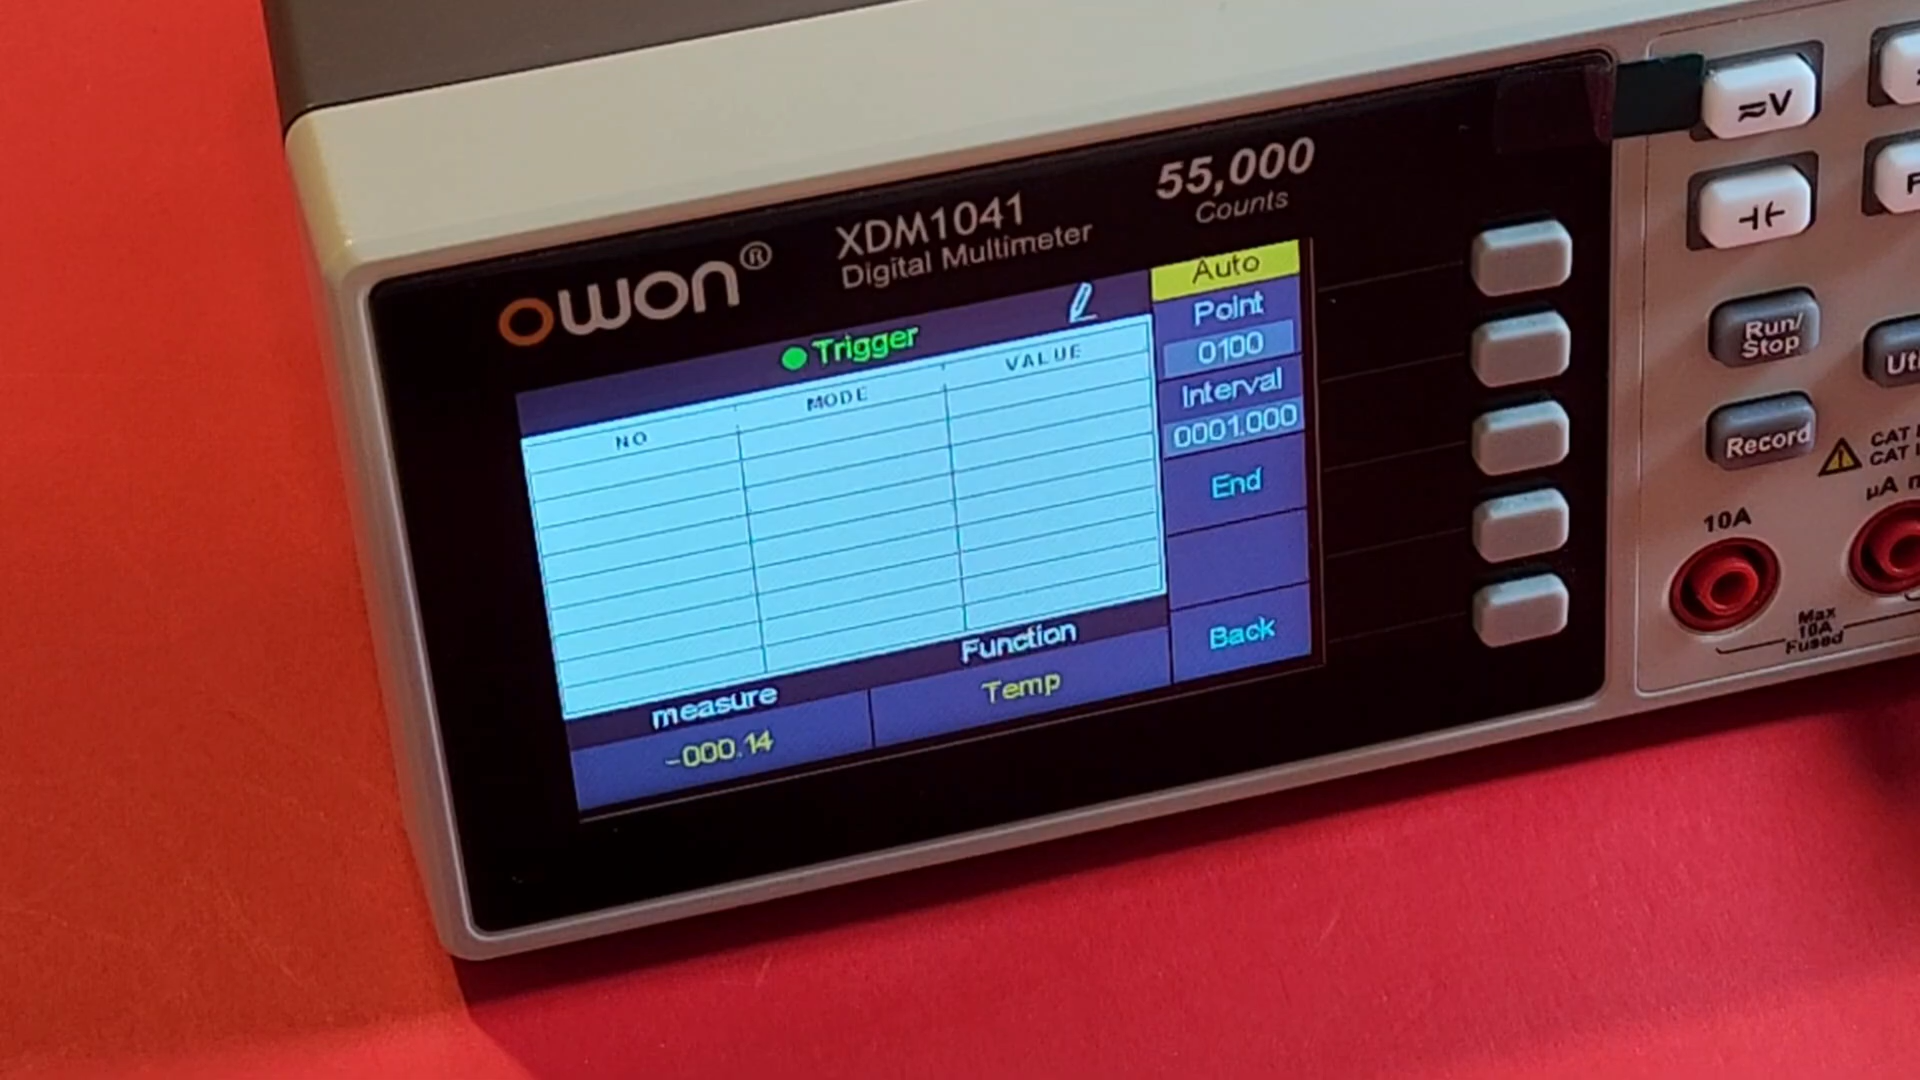 55,000
Counts
XDM1041
Digital Multimeter
OWON®
Trigger
NO MODE VALUE
Auto
Point
0100
Interval
0001.000
End
Back
measure Function
-000.14 Temp
V
Run/
Stop
Record
CAT
CAT
10A
µA
Max
10A
Fused